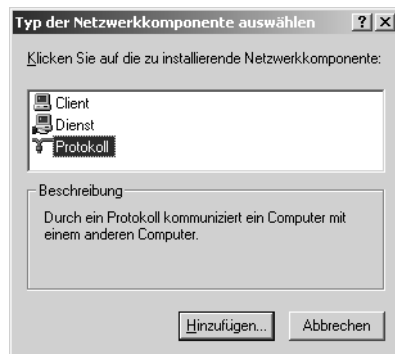 Typ der Netzwerkkomponente auswählen
Klicken Sie auf die zu installierende Netzwerkkomponente:
Client
Dienst
Protokoll
Beschreibung
Durch ein Protokoll kommuniziert ein Computer mit
einem anderen Computer.
Hinzufügen... Abbrechen